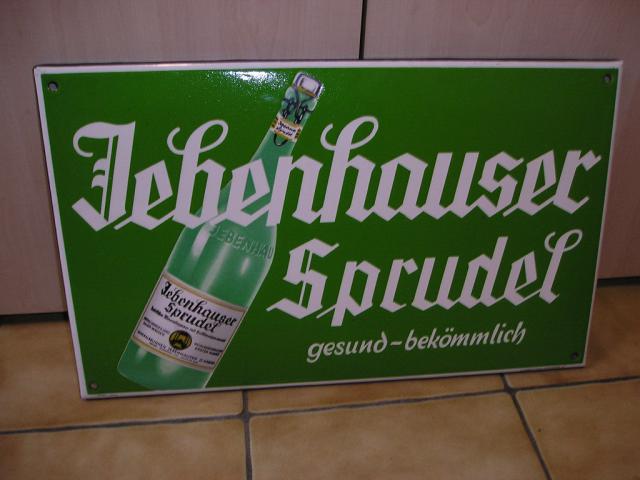 Jebenhauser
Sprudel
gesund-bekömmlich
JEBENHAU
Jebenhauser
Sprudel